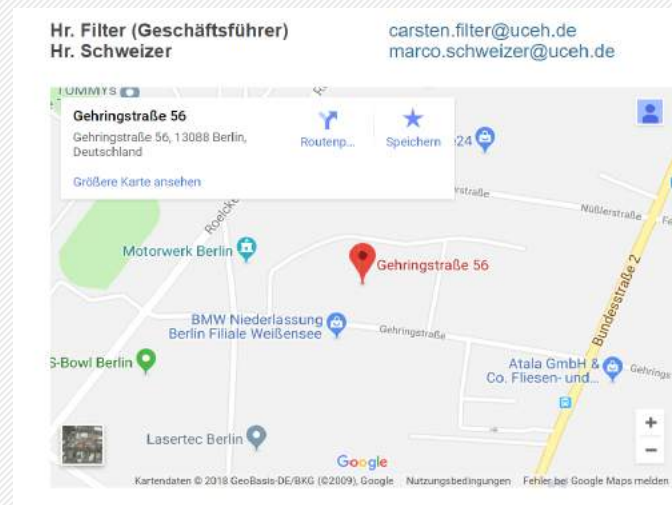 Hr. Filter (Geschäftsführer)
carsten.filter@uceh.de
Hr. Schweizer
marco.schweizer@uceh.de
TOMMYs
Gehringstraße 56
Gehringstraße 56, 13088 Berlin,
Deutschland
Größere Karte ansehen
Routenp...
Speichern
e24
Nüßlerstraße
Roelcke
Motorwerk Berlin
Gehringstraße 56
Bundesstraße 2
BMW Niederlassung
Berlin Filiale Weißensee
Gehringstraße
S-Bowl Berlin
Atala GmbH &
Co. Fliesen- und...
Gehrings
Lasertec Berlin
+
−
Google
Kartendaten © 2018 GeoBasis-DE/BKG (©2009), Google
Nutzungsbedingungen
Fehler bei Google Maps melden